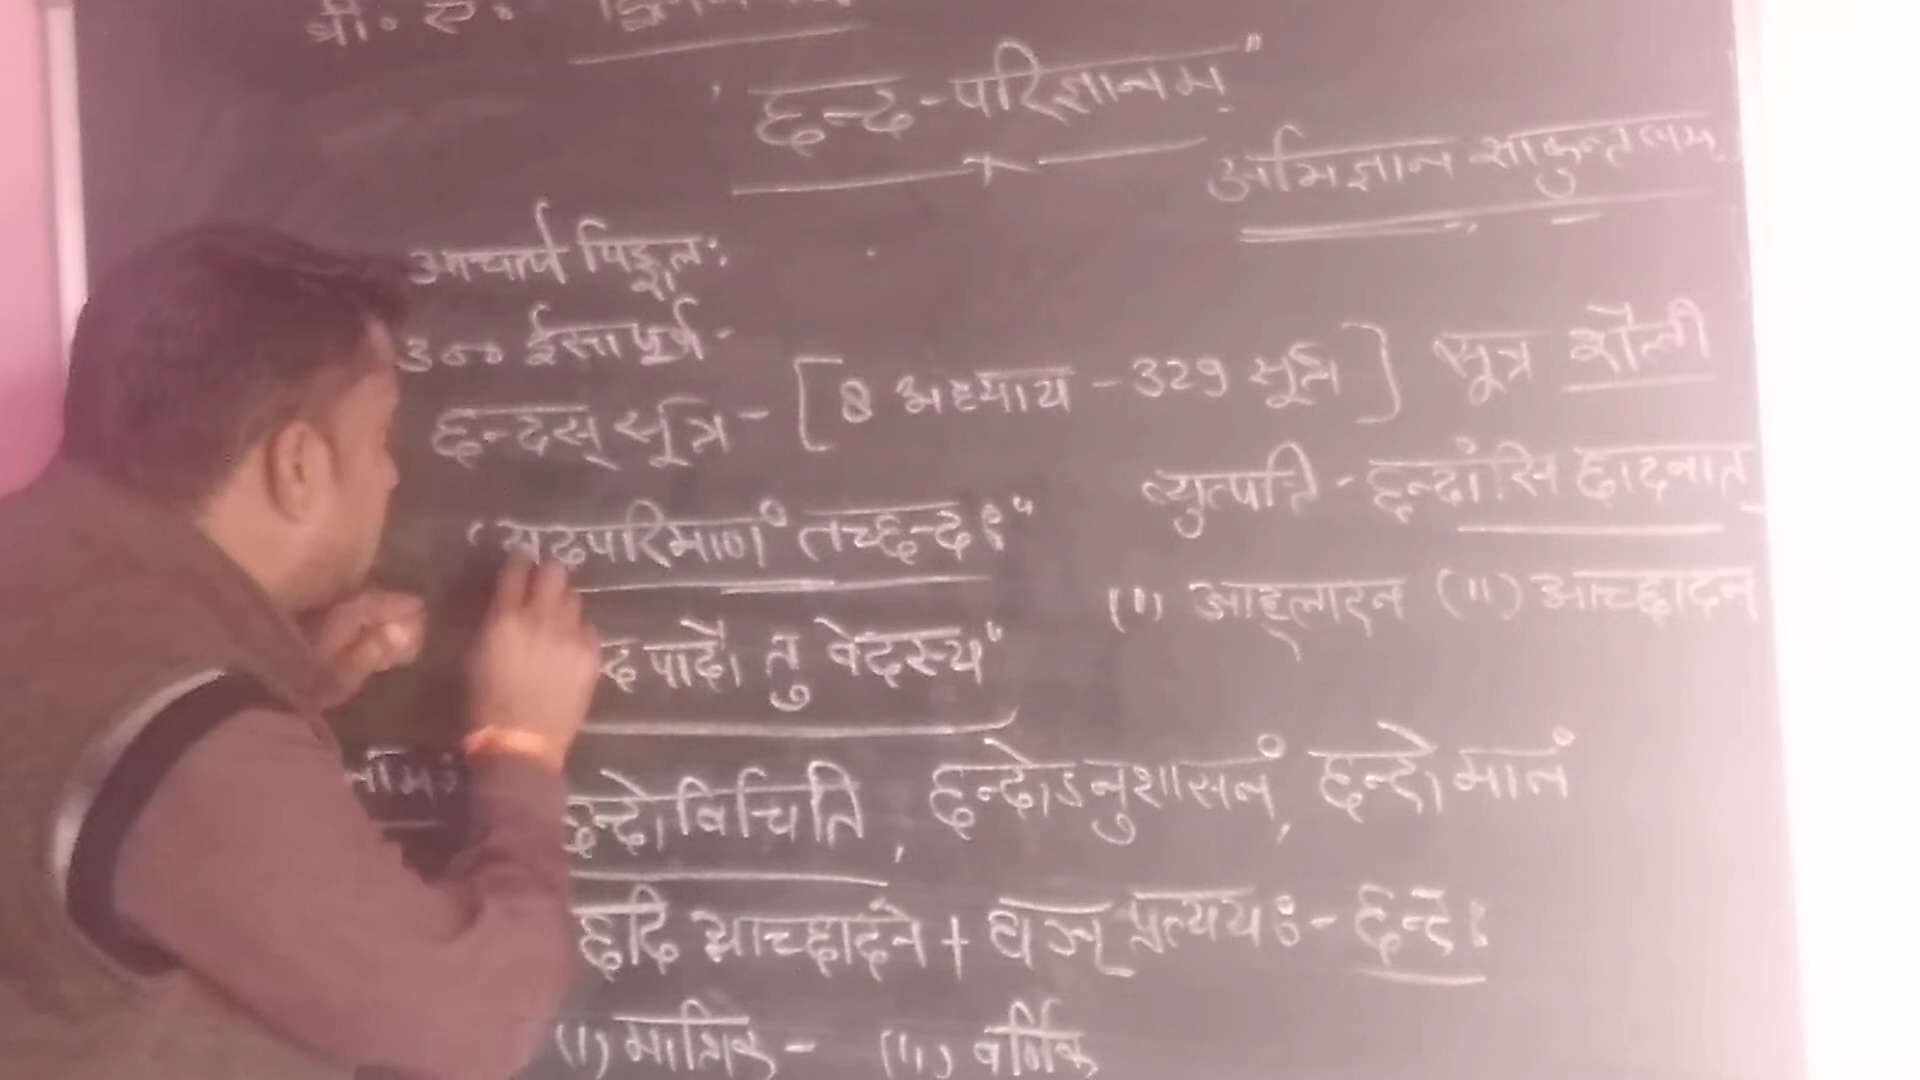 बी. ए.
"छन्द-परिज्ञानम्"
अभिज्ञान शाकुन्तलम्
आचार्य पिङ्गलः
300 ईसापूर्व -
छन्दस् सूत्रि - [8 अध्याय - 329 सूत्रि] सूत्र शैली
व्युत्पत्ति - छन्दांसि छादनात्
"यदपरिमाणं तच्छन्दः"
(i) आह्लादन (ii) आच्छादन
द पादौ तु वेदस्य"
नामः
छन्दोविचिति, छन्दोऽनुशासनं, छन्दोमानं
छदि आच्छादने + घञ् प्रत्ययः - छन्दः
(i) मात्रिक - (ii) वर्णिक